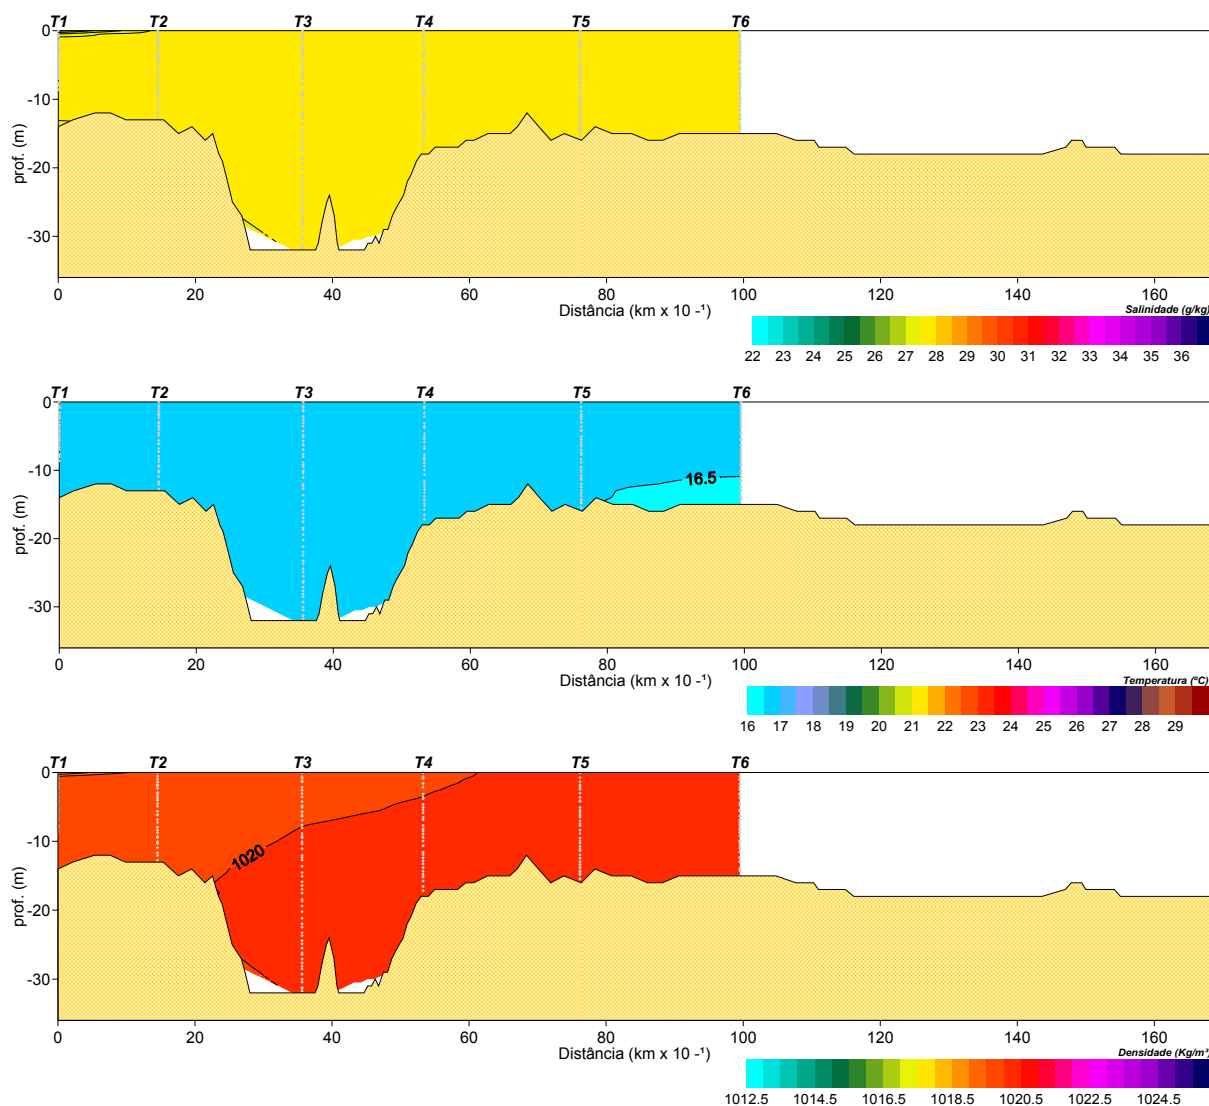 T1 T2 T3 T4 T5 T6
0
-10
-20
-30
prof. (m)
0 20 40 60 80 100 120 140 160
Distância (km x 10 -¹)
Salinidade (g/kg)
22 23 24 25 26 27 28 29 30 31 32 33 34 35 36
T1 T2 T3 T4 T5 T6
0
-10
-20
-30
prof. (m)
16.5
0 20 40 60 80 100 120 140 160
Distância (km x 10 -¹)
Temperatura (ºC)
16 17 18 19 20 21 22 23 24 25 26 27 28 29
T1 T2 T3 T4 T5 T6
0
-10
-20
-30
prof. (m)
1020
0 20 40 60 80 100 120 140 160
Distância (km x 10 -¹)
Densidade (Kg/m³)
1012.5 1014.5 1016.5 1018.5 1020.5 1022.5 1024.5